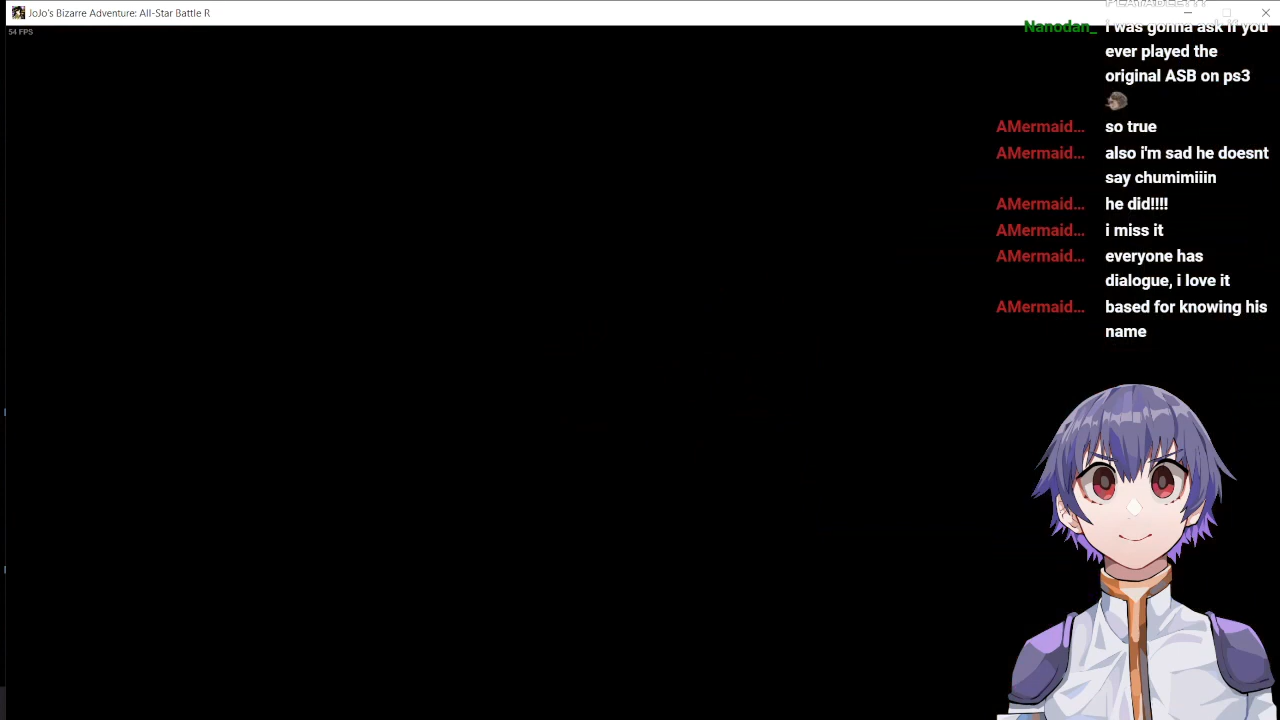 JoJo's Bizarre Adventure: All-Star Battle R
54 FPS
Nanodan_ I was gonna ask if you
ever played the
original ASB on ps3
AMermaid... so true
AMermaid... also i'm sad he doesnt
say chumimiiin
AMermaid... he did!!!!
AMermaid... i miss it
AMermaid... everyone has
dialogue, i love it
AMermaid... based for knowing his
name